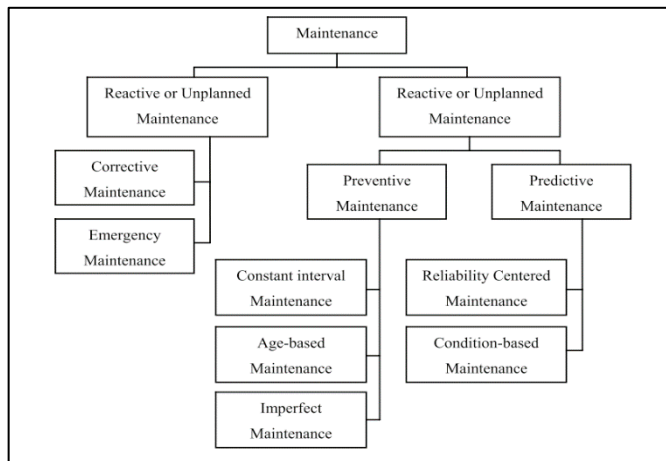 Maintenance
Reactive or Unplanned
Maintenance
Reactive or Unplanned
Maintenance
Corrective
Maintenance
Emergency
Maintenance
Preventive
Maintenance
Predictive
Maintenance
Constant interval
Maintenance
Age-based
Maintenance
Imperfect
Maintenance
Reliability Centered
Maintenance
Condition-based
Maintenance